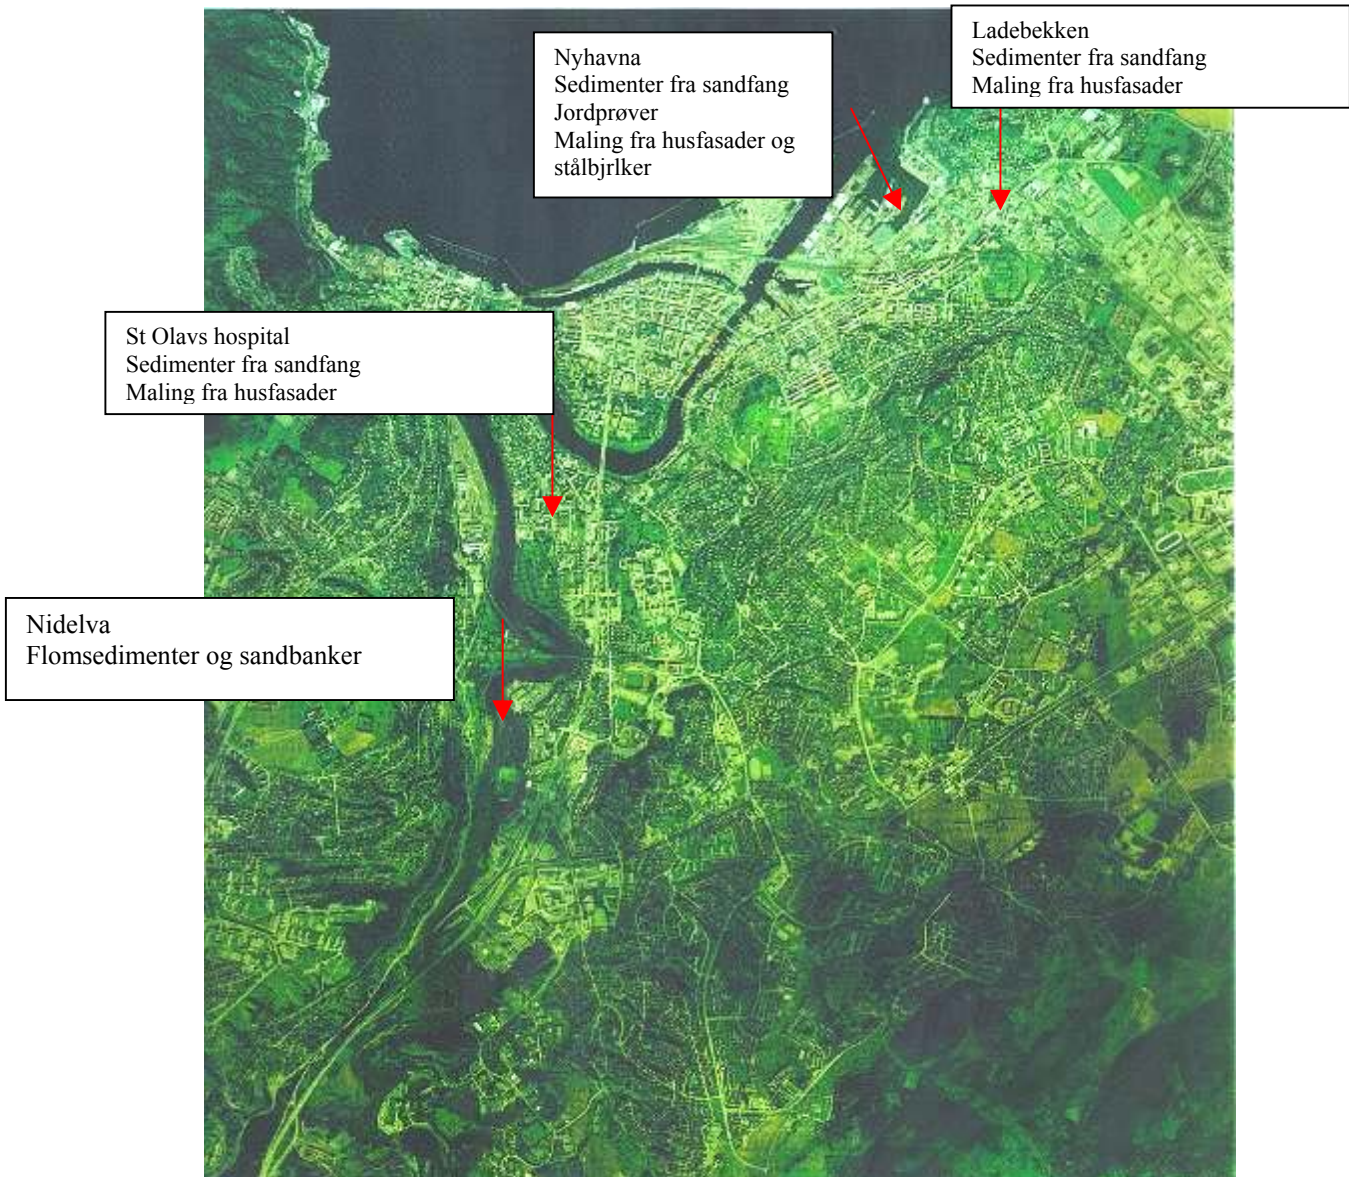 Ladebekken
Sedimenter fra sandfang
Maling fra husfasader
Nyhavna
Sedimenter fra sandfang
Jordprøver
Maling fra husfasader og
stålbjrlker
St Olavs hospital
Sedimenter fra sandfang
Maling fra husfasader
Nidelva
Flomsedimenter og sandbanker